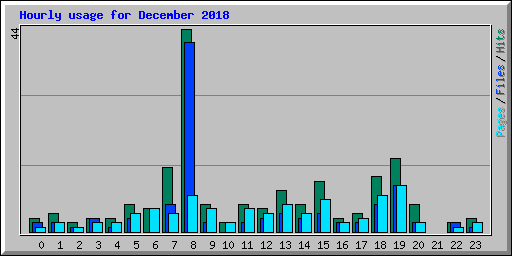 Hourly usage for December 2018
44
Pages / Files / Hits
0 1 2 3 4 5 6 7 8 9 10 11 12 13 14 15 16 17 18 19 20 21 22 23